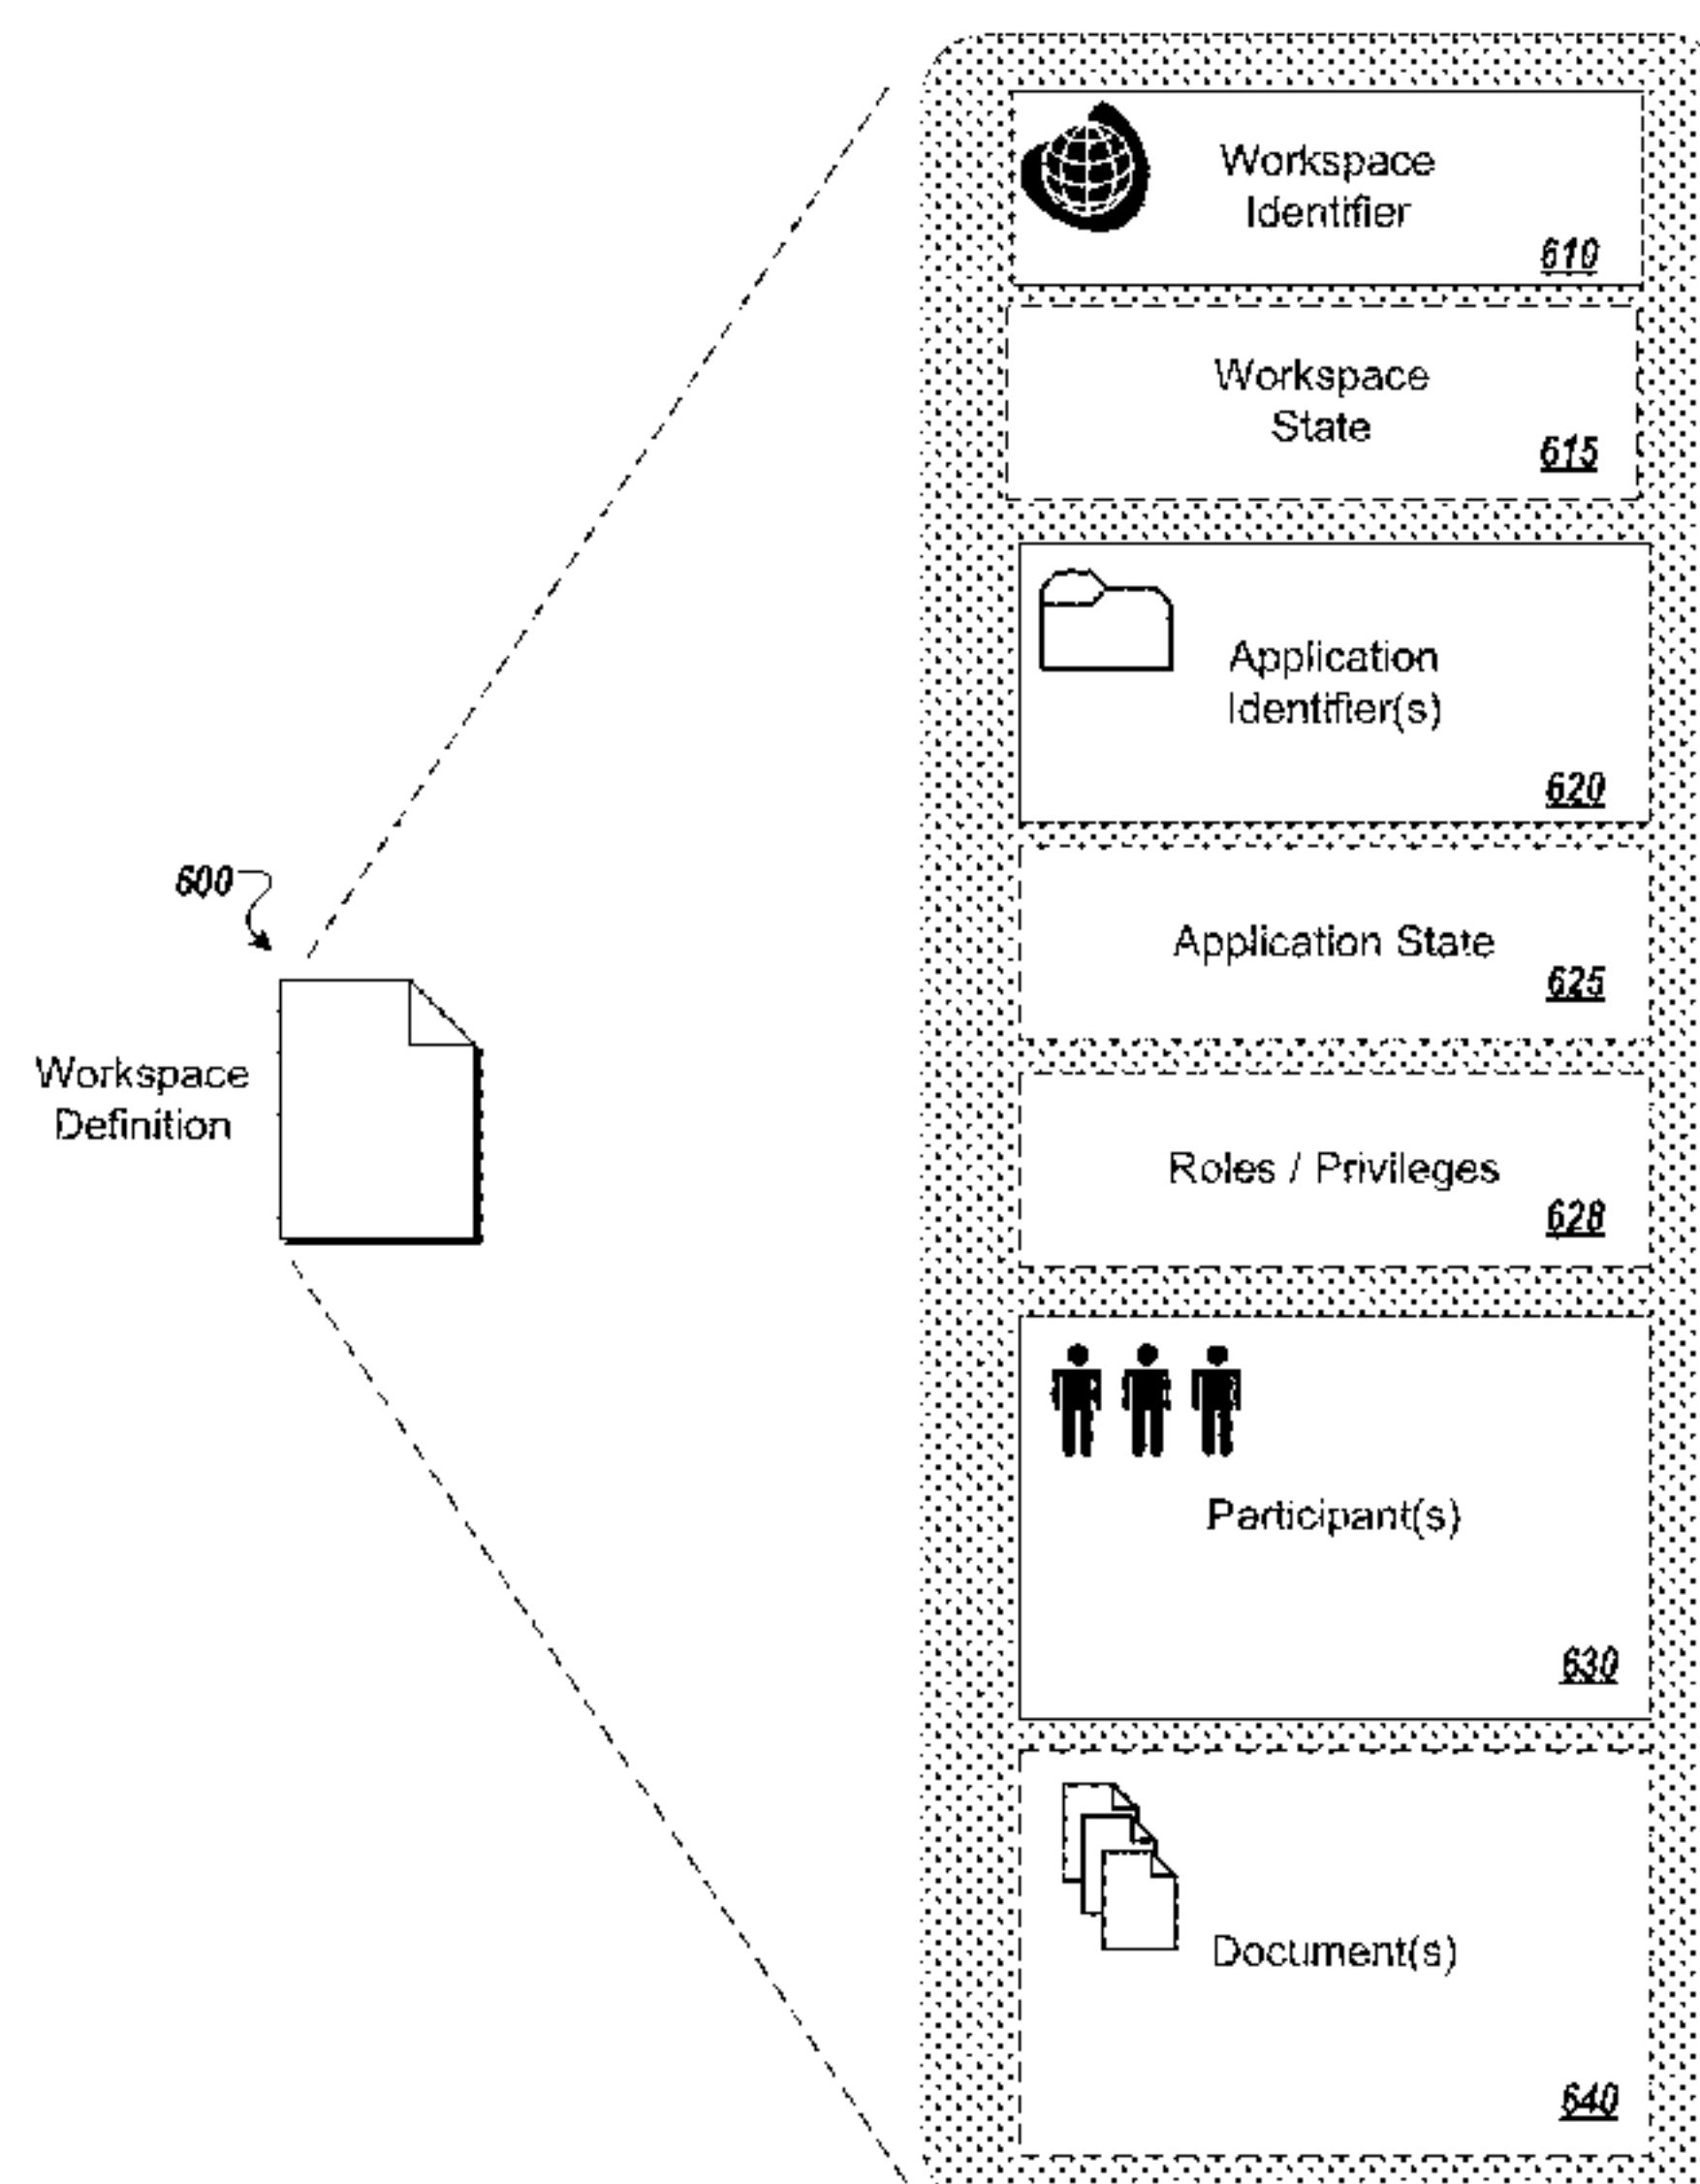 Workspace
Identifier
610
Workspace
State
615
Application
Identifier(s)
620
600
Application State
625
Workspace
Definition
Roles / Privileges
628
Participant(s)
630
Document(s)
640